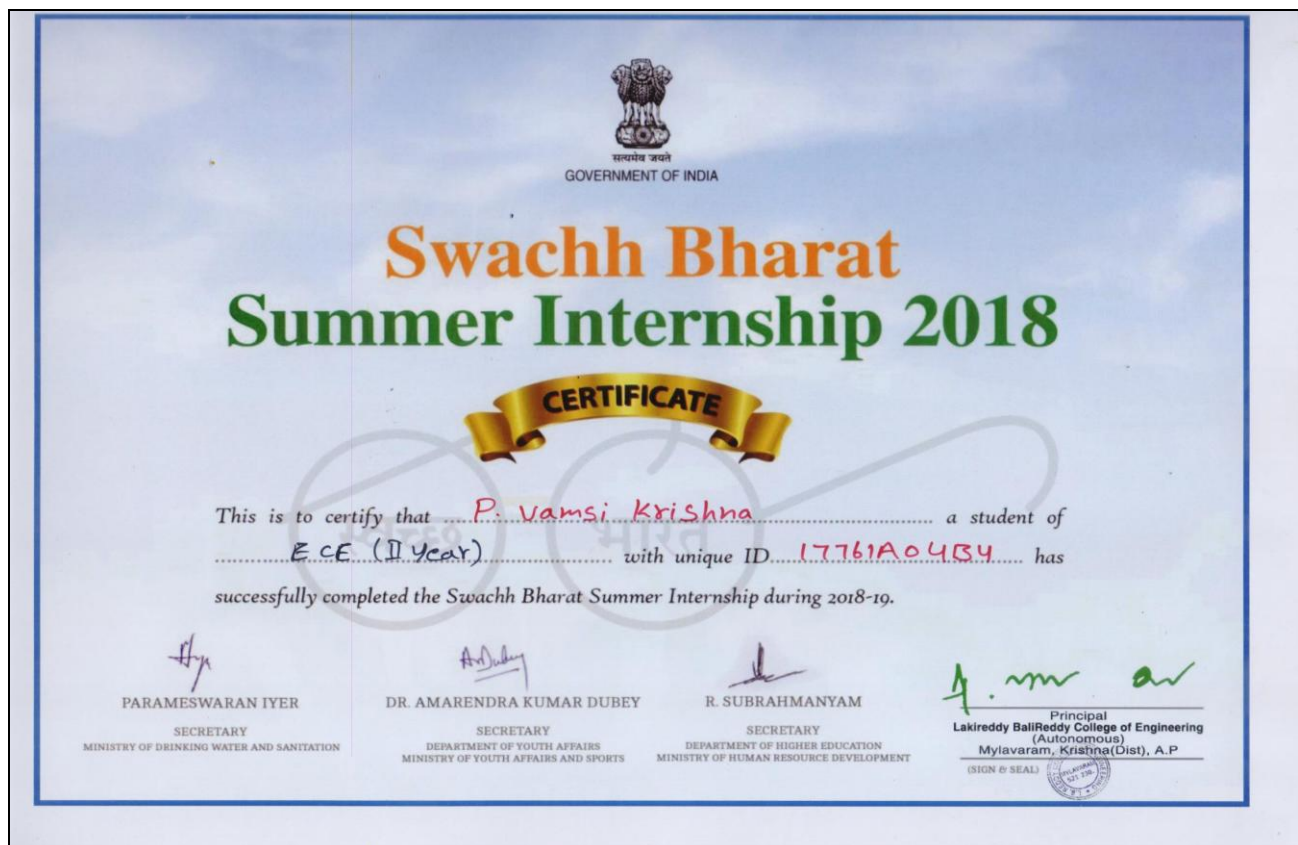 सत्यमेव जयते
GOVERNMENT OF INDIA
Swachh Bharat
Summer Internship 2018
CERTIFICATE
स्वच्छ भारत
This is to certify that P. Vamsi Krishna a student of
ECE (II Year) with unique ID 17761A04B4 has
successfully completed the Swachh Bharat Summer Internship during 2018-19.
PARAMESWARAN IYER
SECRETARY
MINISTRY OF DRINKING WATER AND SANITATION
DR. AMARENDRA KUMAR DUBEY
SECRETARY
DEPARTMENT OF YOUTH AFFAIRS
MINISTRY OF YOUTH AFFAIRS AND SPORTS
R. SUBRAHMANYAM
SECRETARY
DEPARTMENT OF HIGHER EDUCATION
MINISTRY OF HUMAN RESOURCE DEVELOPMENT
Principal
Lakireddy BaliReddy College of Engineering
(Autonomous)
Mylavaram, Krishna(Dist), A.P
(SIGN & SEAL)